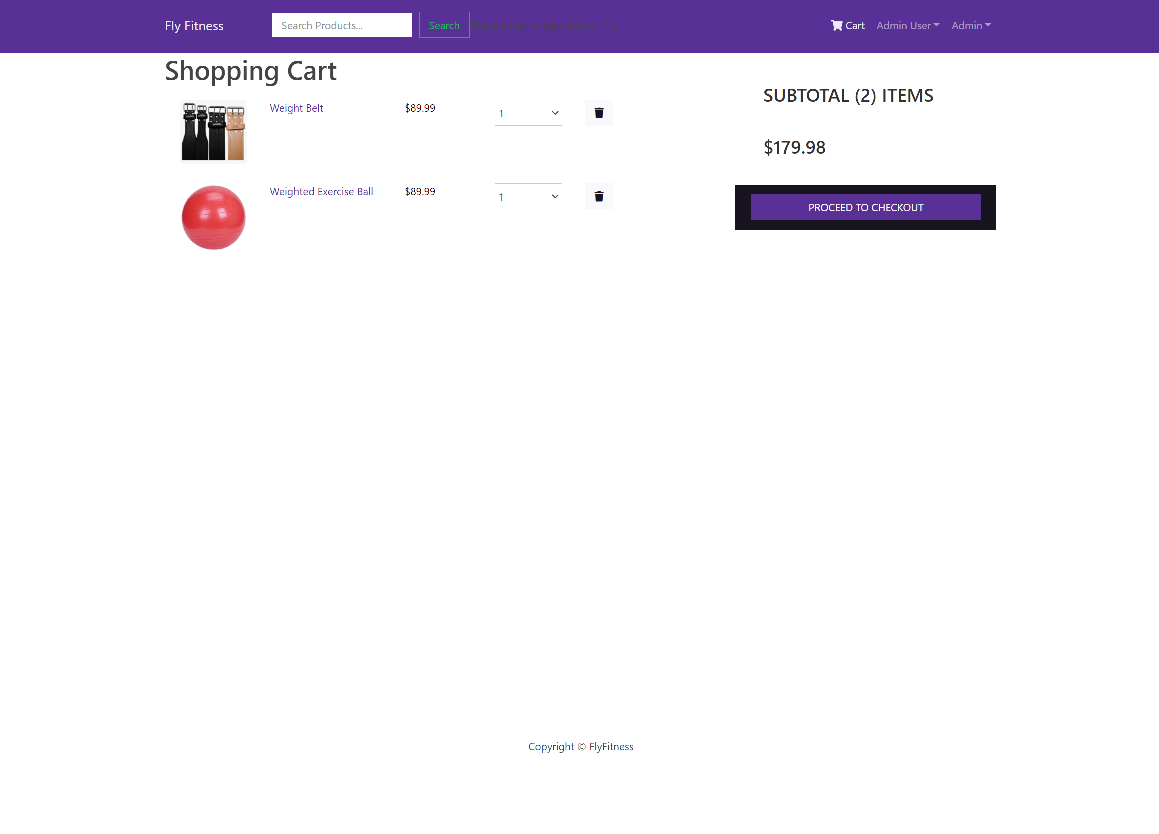 Fly Fitness
Search Products...
Search
Cart
Admin User
Admin
Shopping Cart
Weight Belt
$89.99
1
Weighted Exercise Ball
$89.99
1
SUBTOTAL (2) ITEMS
$179.98
PROCEED TO CHECKOUT
Copyright © FlyFitness